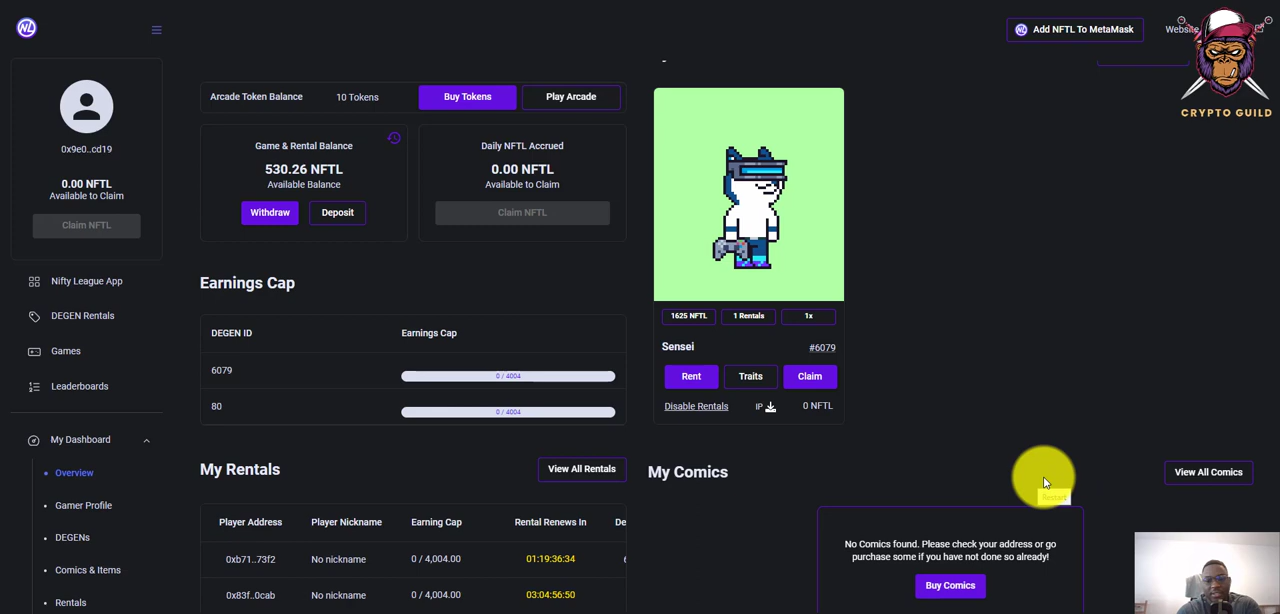 NL
Add NFTL To MetaMask
Website
CRYPTO GUILD
0x9e0..cd19
0.00 NFTL
Available to Claim
Claim NFTL
Nifty League App
DEGEN Rentals
Games
Leaderboards
My Dashboard
Overview
Gamer Profile
DEGENs
Comics & Items
Rentals
Arcade Token Balance
10 Tokens
Buy Tokens
Play Arcade
Game & Rental Balance
530.26 NFTL
Available Balance
Withdraw
Deposit
Daily NFTL Accrued
0.00 NFTL
Available to Claim
Claim NFTL
Earnings Cap
DEGEN ID
Earnings Cap
6079
0 / 4004
80
0 / 4004
My Rentals
View All Rentals
Player Address
Player Nickname
Earning Cap
Rental Renews In
De
0xb71..73f2
No nickname
0 / 4,004.00
01:19:36:34
0x83f..0cab
No nickname
0 / 4,004.00
03:04:56:50
1625 NFTL
1 Rentals
1x
Sensei
#6079
Rent
Traits
Claim
Disable Rentals
IP
0 NFTL
My Comics
Restart
View All Comics
No Comics found. Please check your address or go
purchase some if you have not done so already!
Buy Comics